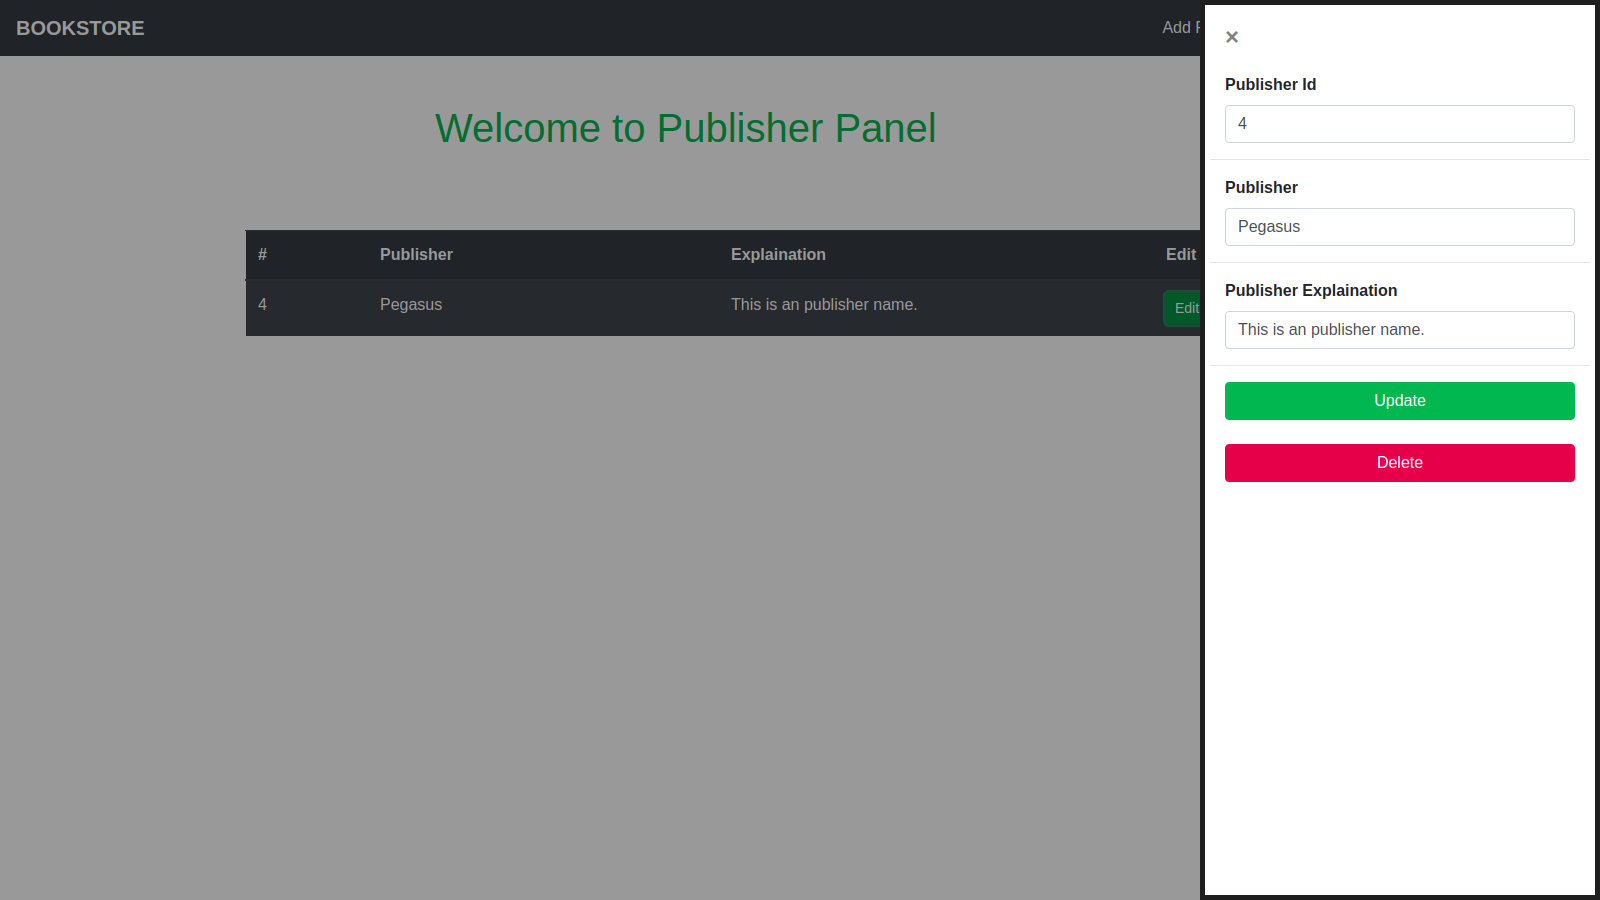 BOOKSTORE
Add
Welcome to Publisher Panel
# Publisher Explaination Edit
4 Pegasus This is an publisher name. Edit
×
Publisher Id
4
Publisher
Pegasus
Publisher Explaination
This is an publisher name.
Update
Delete